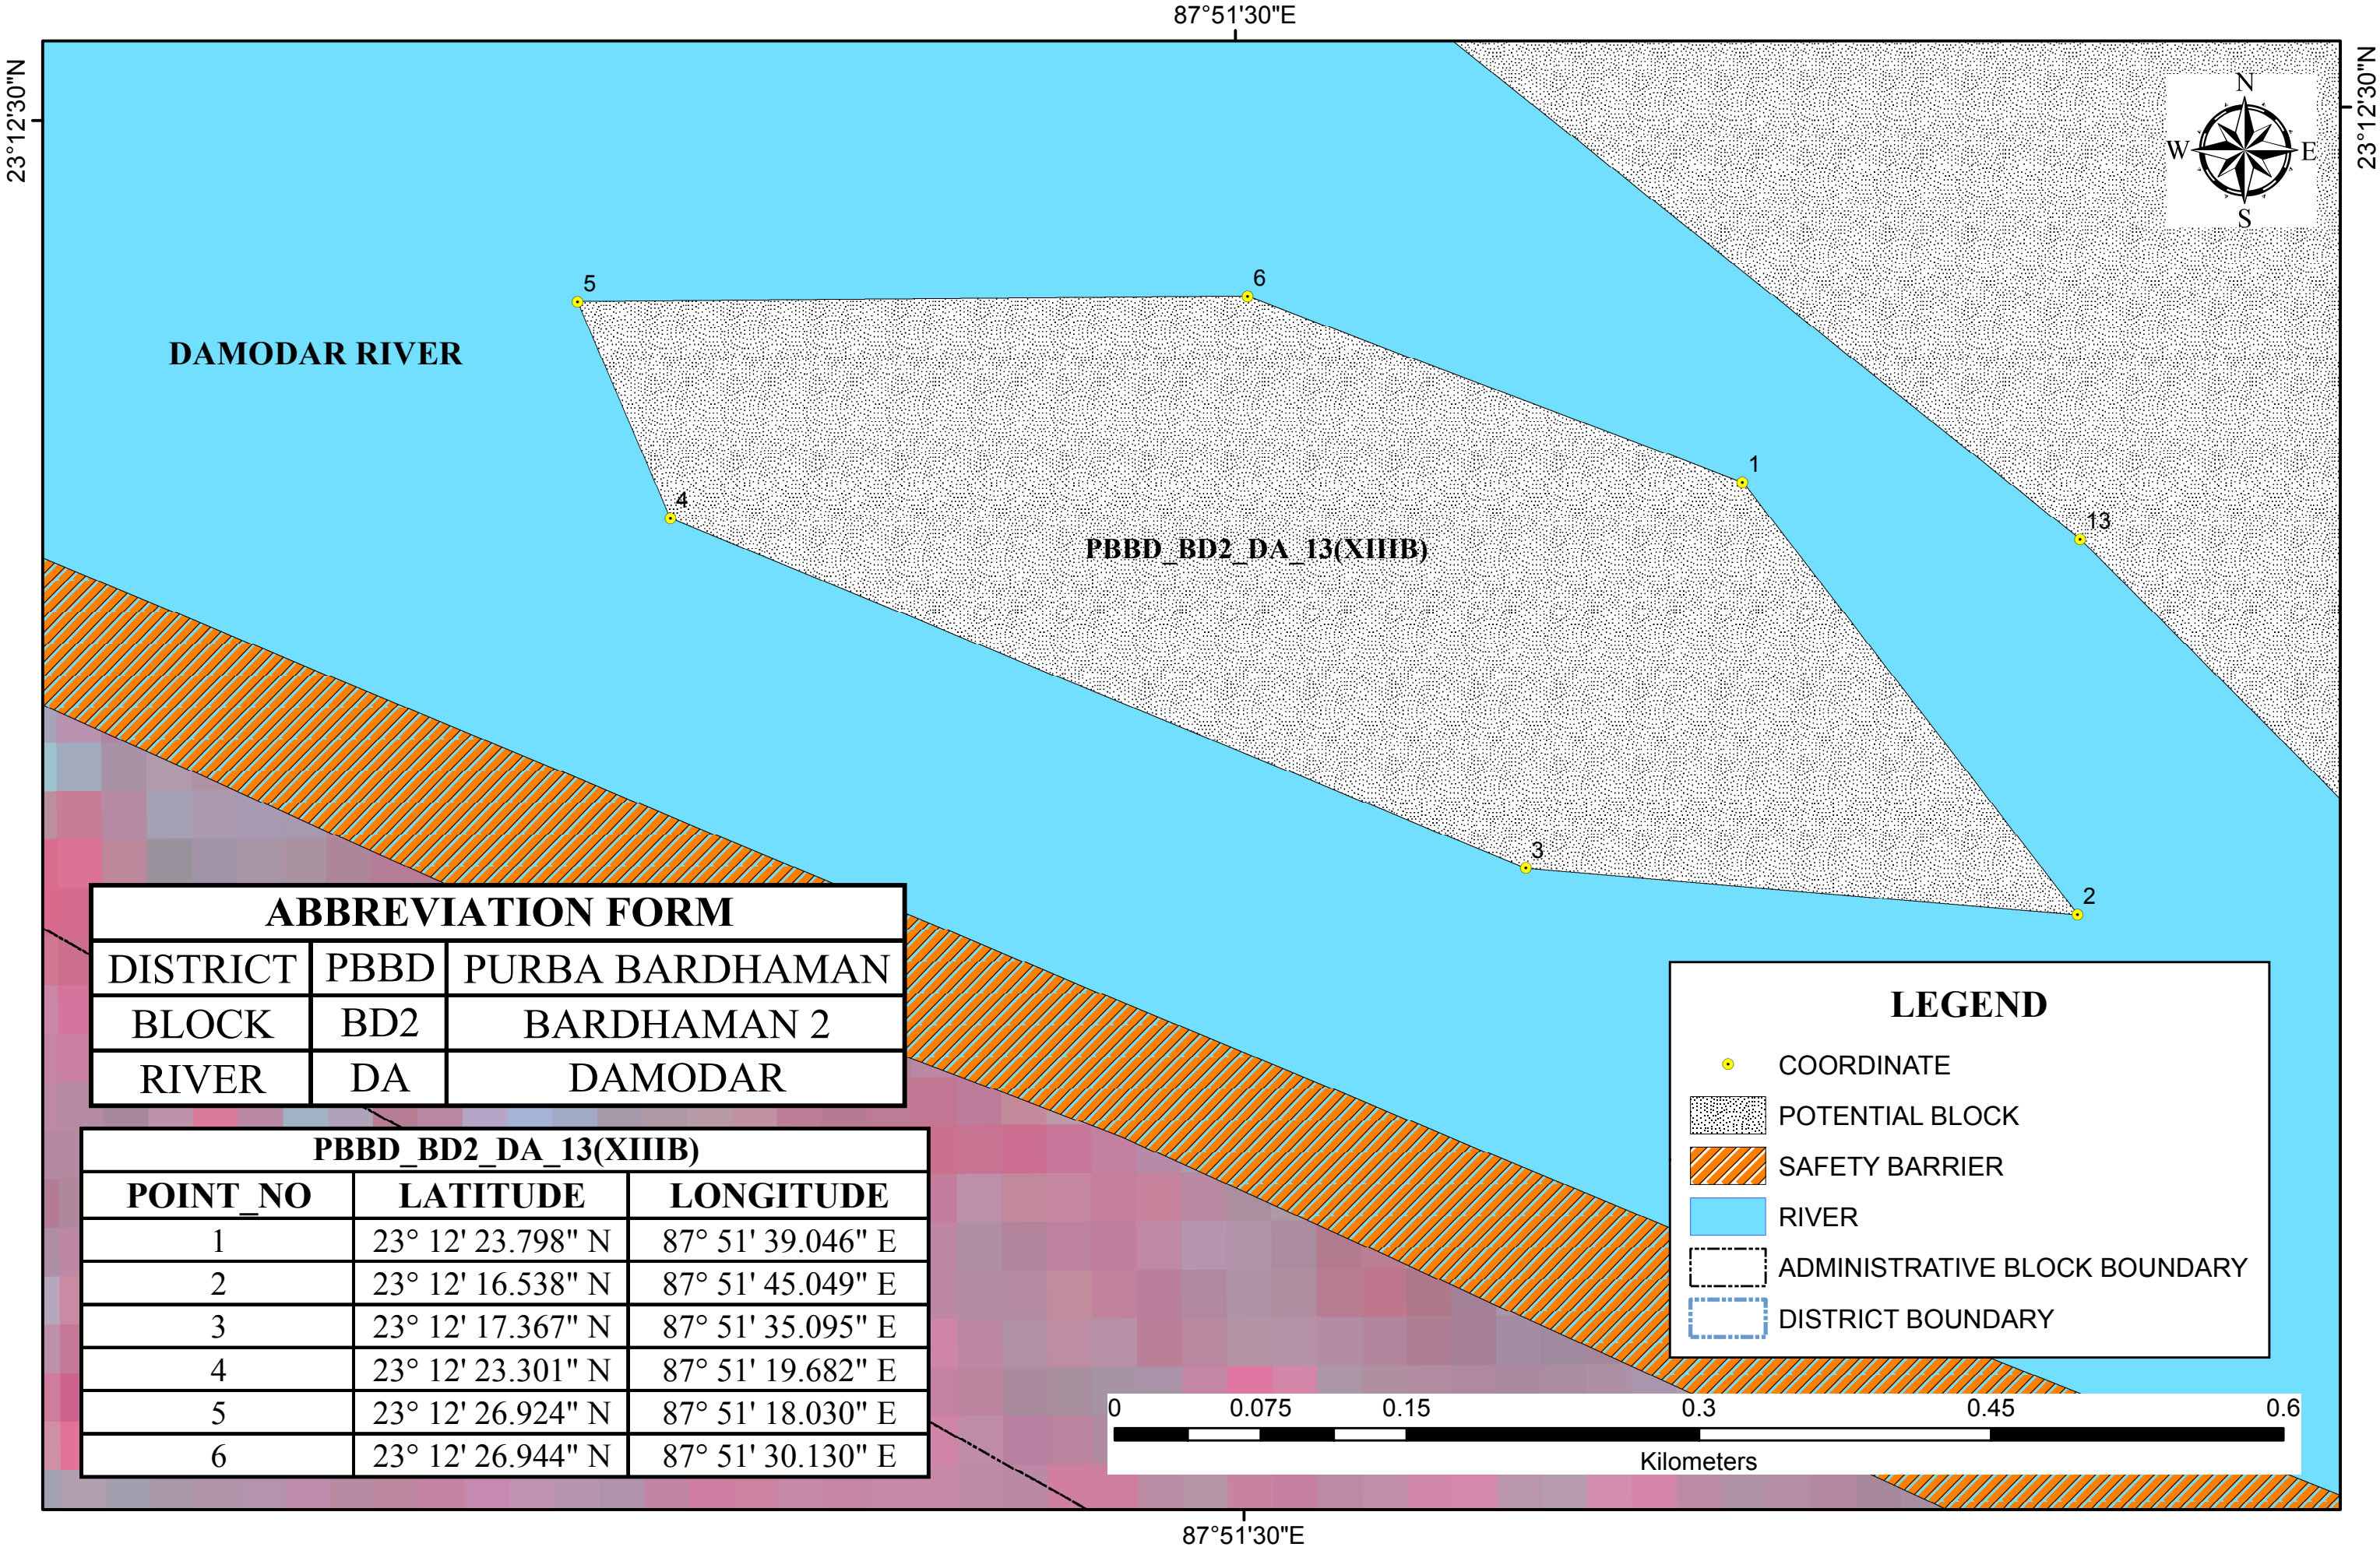 87°51'30"E
23°12'30"N
23°12'30"N
N
W E
S
5
6
DAMODAR RIVER
1
4
13
PBBD_BD2_DA_13(XIIIB)
3
2
ABBREVIATION FORM
DISTRICT PBBD PURBA BARDHAMAN
BLOCK BD2 BARDHAMAN 2
RIVER DA DAMODAR
PBBD_BD2_DA_13(XIIIB)
POINT_NO LATITUDE LONGITUDE
1 23° 12' 23.798" N 87° 51' 39.046" E
2 23° 12' 16.538" N 87° 51' 45.049" E
3 23° 12' 17.367" N 87° 51' 35.095" E
4 23° 12' 23.301" N 87° 51' 19.682" E
5 23° 12' 26.924" N 87° 51' 18.030" E
6 23° 12' 26.944" N 87° 51' 30.130" E
LEGEND
COORDINATE
POTENTIAL BLOCK
SAFETY BARRIER
RIVER
ADMINISTRATIVE BLOCK BOUNDARY
DISTRICT BOUNDARY
0 0.075 0.15 0.3 0.45 0.6
Kilometers
87°51'30"E